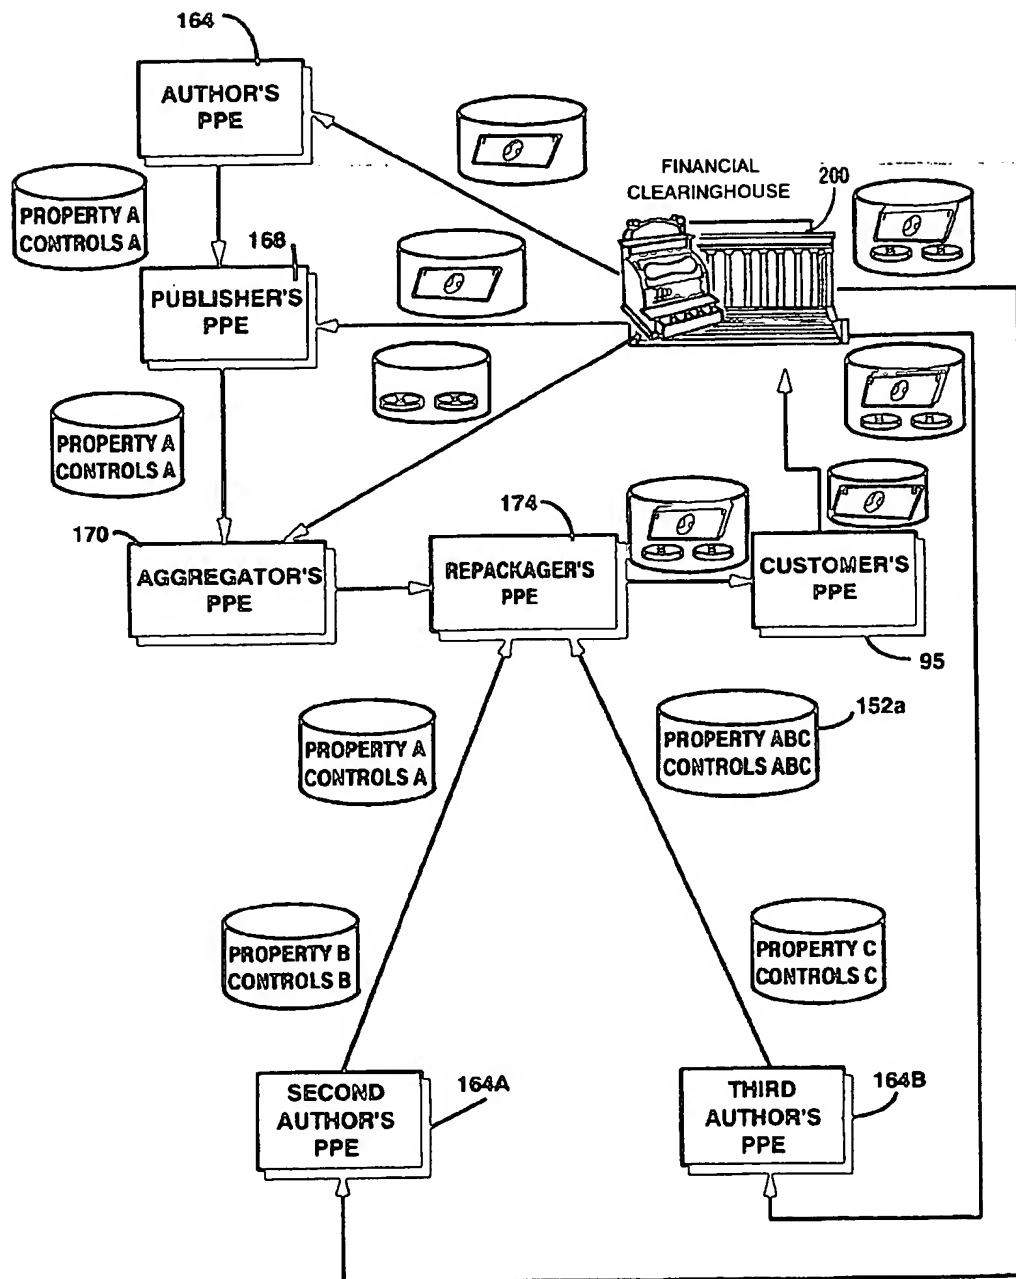 164
AUTHOR'S
PPE
FINANCIAL
CLEARINGHOUSE
200
PROPERTY A
CONTROLS A
168
PUBLISHER'S
PPE
PROPERTY A
CONTROLS A
170
AGGREGATOR'S
PPE
174
REPACKAGER'S
PPE
CUSTOMER'S
PPE
95
PROPERTY A
CONTROLS A
PROPERTY ABC
CONTROLS ABC
152a
PROPERTY B
CONTROLS B
PROPERTY C
CONTROLS C
SECOND
AUTHOR'S
PPE
164A
THIRD
AUTHOR'S
PPE
164B